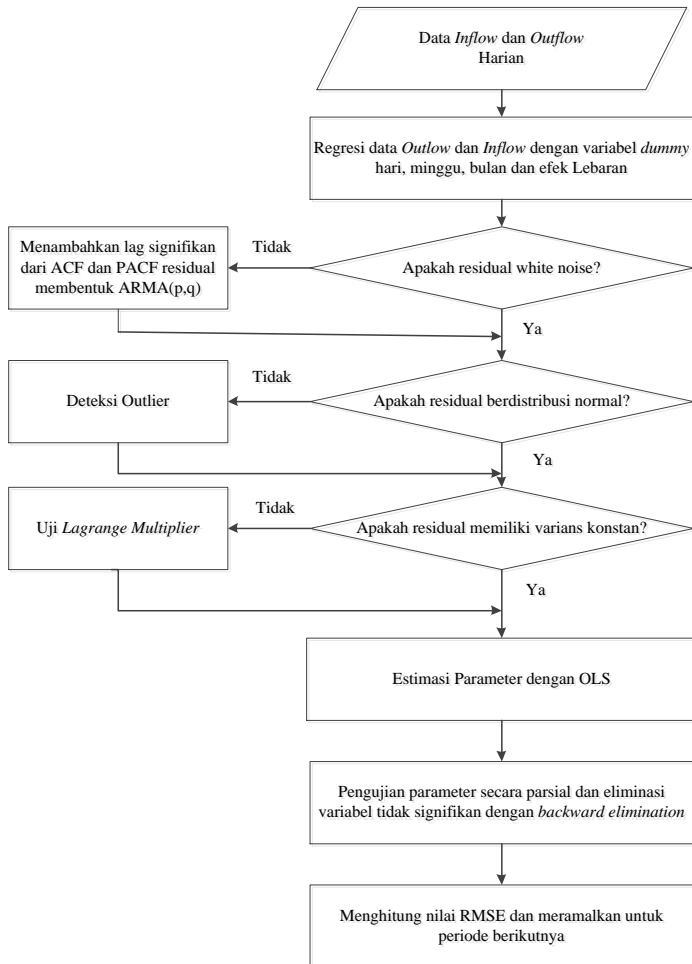 Data Inflow dan Outflow
Harian
Regresi data Outlow dan Inflow dengan variabel dummy
hari, minggu, bulan dan efek Lebaran
Menambahkan lag signifikan
dari ACF dan PACF residual
membentuk ARMA(p,q)
Tidak
Apakah residual white noise?
Ya
Deteksi Outlier
Tidak
Apakah residual berdistribusi normal?
Ya
Uji Lagrange Multiplier
Tidak
Apakah residual memiliki varians konstan?
Ya
Estimasi Parameter dengan OLS
Pengujian parameter secara parsial dan eliminasi
variabel tidak signifikan dengan backward elimination
Menghitung nilai RMSE dan meramalkan untuk
periode berikutnya